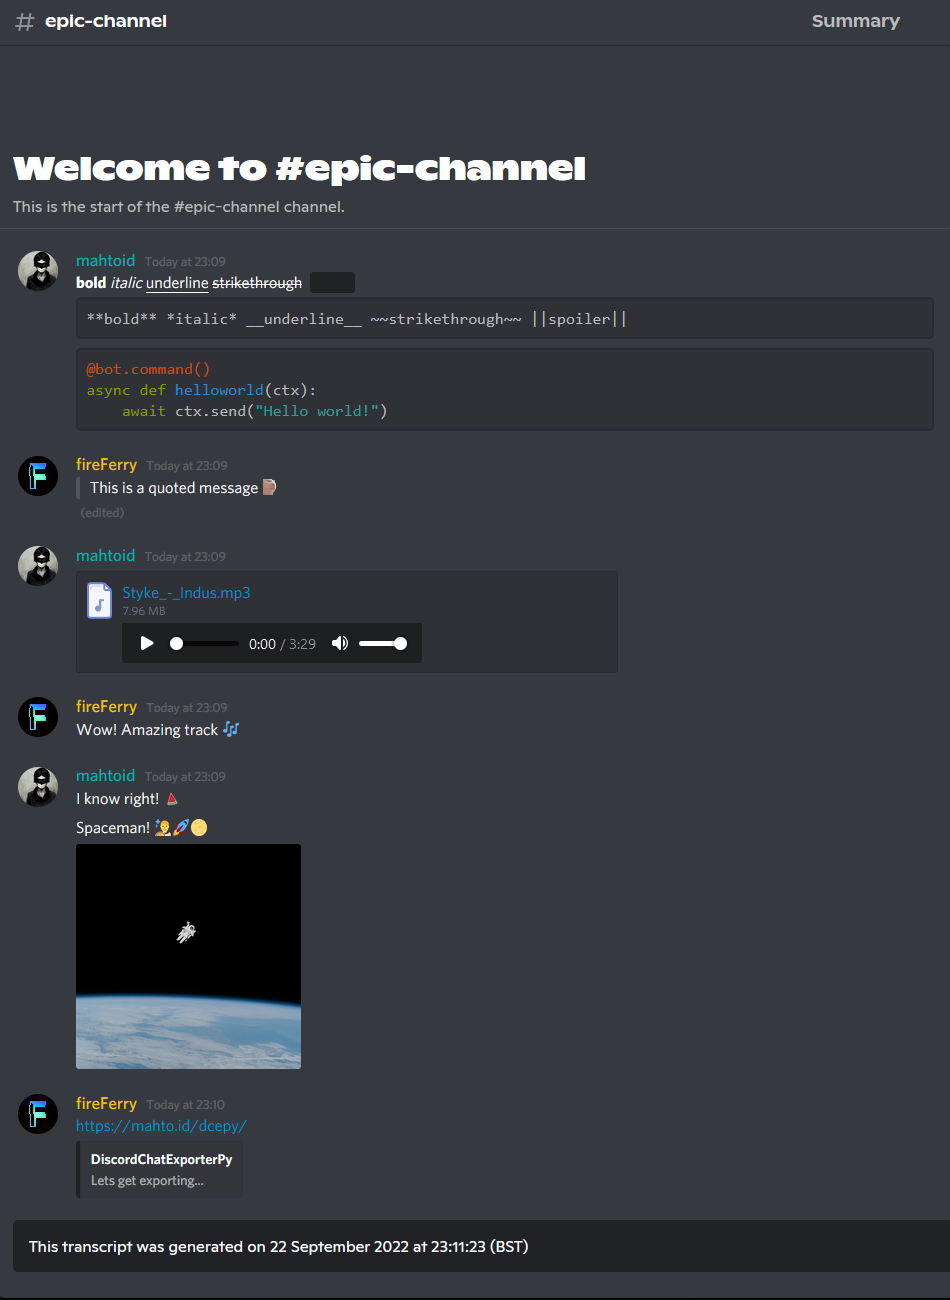 # epic-channel
Summary
Welcome to #epic-channel
This is the start of the #epic-channel channel.
mahtoid Today at 23:09
bold italic underline strikethrough
**bold** *italic* __underline__ ~~strikethrough~~ ||spoiler||
@bot.command()
async def helloworld(ctx):
    await ctx.send("Hello world!")
fireFerry Today at 23:09
This is a quoted message
(edited)
mahtoid Today at 23:09
Styke_-_Indus.mp3
7.96 MB
0:00 / 3:29
fireFerry Today at 23:09
Wow! Amazing track 🎶
mahtoid Today at 23:09
I know right!
Spaceman! 🧑‍🚀🚀🌕
fireFerry Today at 23:10
https://mahto.id/dcepy/
DiscordChatExporterPy
Lets get exporting...
This transcript was generated on 22 September 2022 at 23:11:23 (BST)